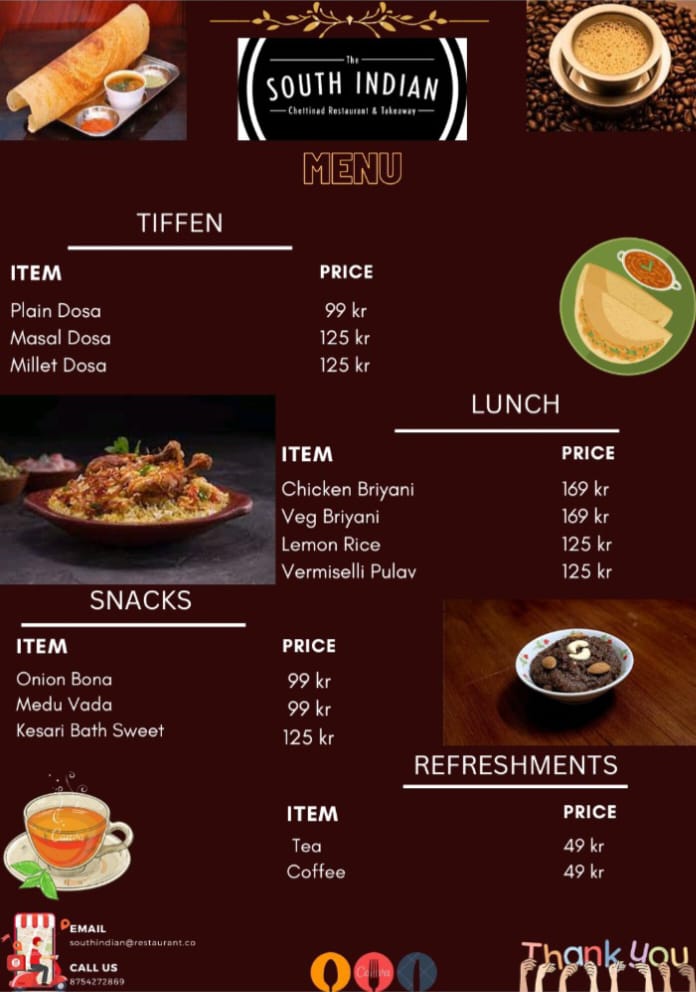 The
SOUTH INDIAN
Chettinad Restaurant & Takeaway
MENU
TIFFEN
ITEM PRICE
Plain Dosa 99 kr
Masal Dosa 125 kr
Millet Dosa 125 kr
LUNCH
ITEM PRICE
Chicken Briyani 169 kr
Veg Briyani 169 kr
Lemon Rice 125 kr
Vermiselli Pulav 125 kr
SNACKS
ITEM PRICE
Onion Bona 99 kr
Medu Vada 99 kr
Kesari Bath Sweet 125 kr
REFRESHMENTS
ITEM PRICE
Tea 49 kr
Coffee 49 kr
EMAIL
southindian@restaurant.co
CALL US
8754272869
Canva
Thank You